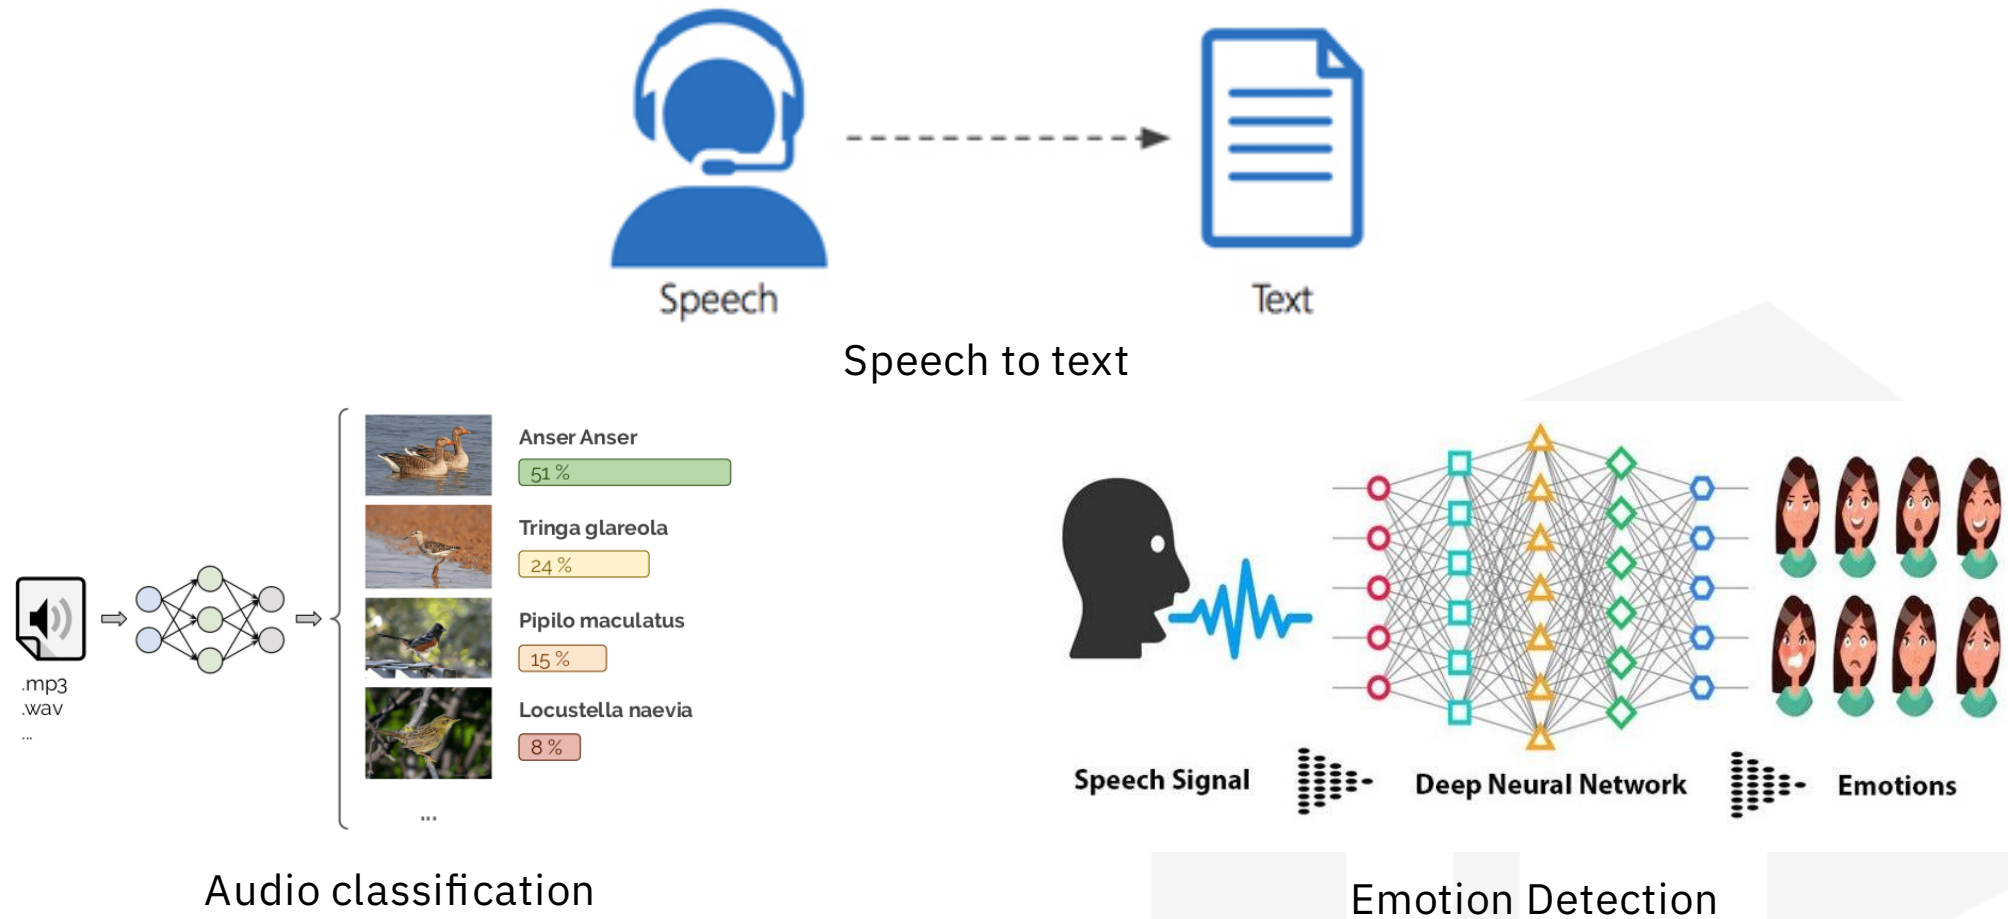 Speech
Text
Speech to text
Anser Anser
51 %
Tringa glareola
24 %
Pipilo maculatus
15 %
Locustella naevia
8 %
...
.mp3
.wav
...
Audio classification
Speech Signal
Deep Neural Network
Emotions
Emotion Detection